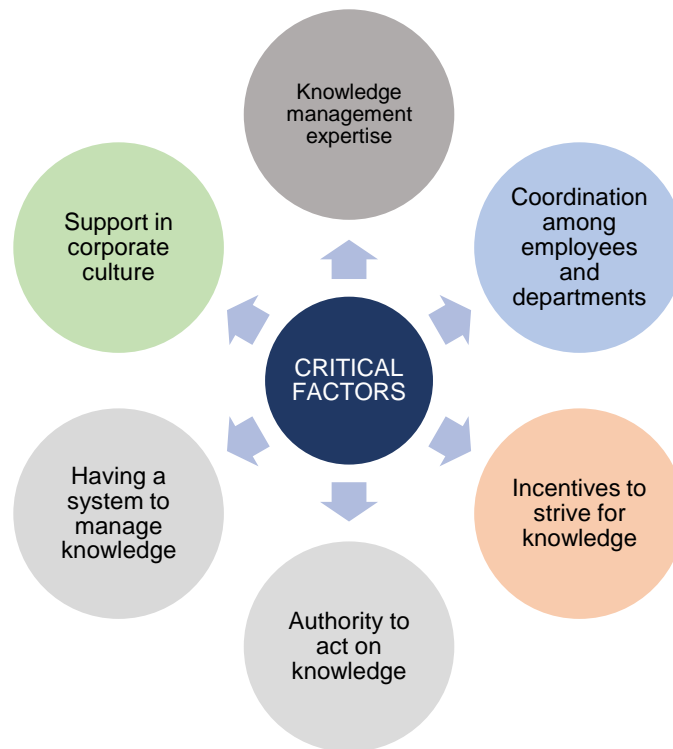 Knowledge
management
expertise
Support in
corporate
culture
Coordination
among
employees
and
departments
CRITICAL
FACTORS
Having a
system to
manage
knowledge
Incentives to
strive for
knowledge
Authority to
act on
knowledge